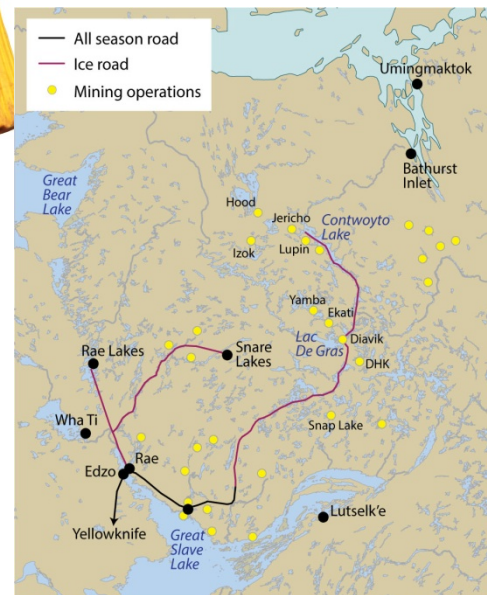 All season road
Ice road
Mining operations
Umingmaktok
Bathurst
Inlet
Great
Bear
Lake
Hood
Jericho
Contwoyto
Lake
Izok
Lupin
Yamba
Ekati
Lac
De Gras
Diavik
DHK
Rae Lakes
Snare
Lakes
Snap Lake
Wha Ti
Rae
Edzo
Yellowknife
Great
Slave
Lake
Lutselk'e